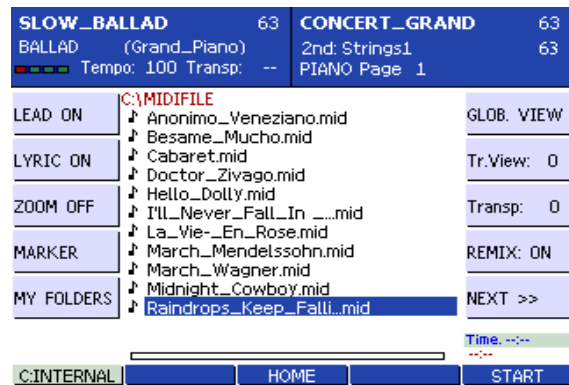 SLOW_BALLAD 63 CONCERT_GRAND 63
BALLAD (Grand_Piano) 2nd: Strings1 63
Tempo: 100 Transp: -- PIANO Page 1
C:\MIDIFILE
LEAD ON Anonimo_Veneziano.mid GLOB. VIEW
Besame_Mucho.mid
LYRIC ON Cabaret.mid Tr.View: 0
Doctor_Zivago.mid
Hello_Dolly.mid
ZOOM OFF I'll_Never_Fall_In _...mid Transp: 0
La_Vie-_En_Rose.mid
MARKER March_Mendelssohn.mid REMIX: ON
March_Wagner.mid
MY FOLDERS Midnight_Cowboy.mid NEXT >>
Raindrops_Keep_Falli...mid
Time. --:--
--:--
C:INTERNAL HOME START